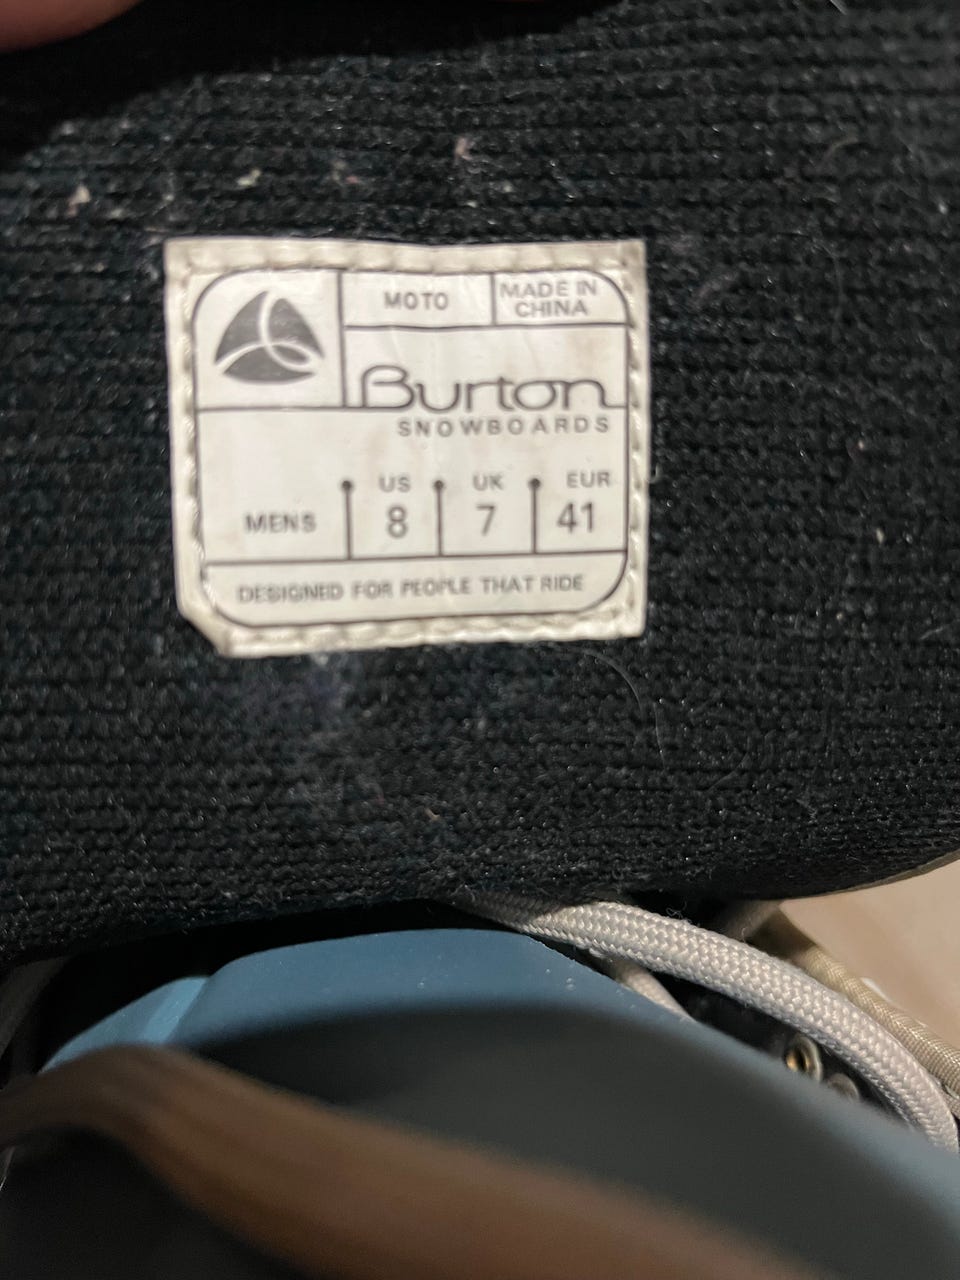 MOTO
MADE IN
CHINA
Burton
SNOWBOARDS
US UK EUR
MENS 8 7 41
DESIGNED FOR PEOPLE THAT RIDE